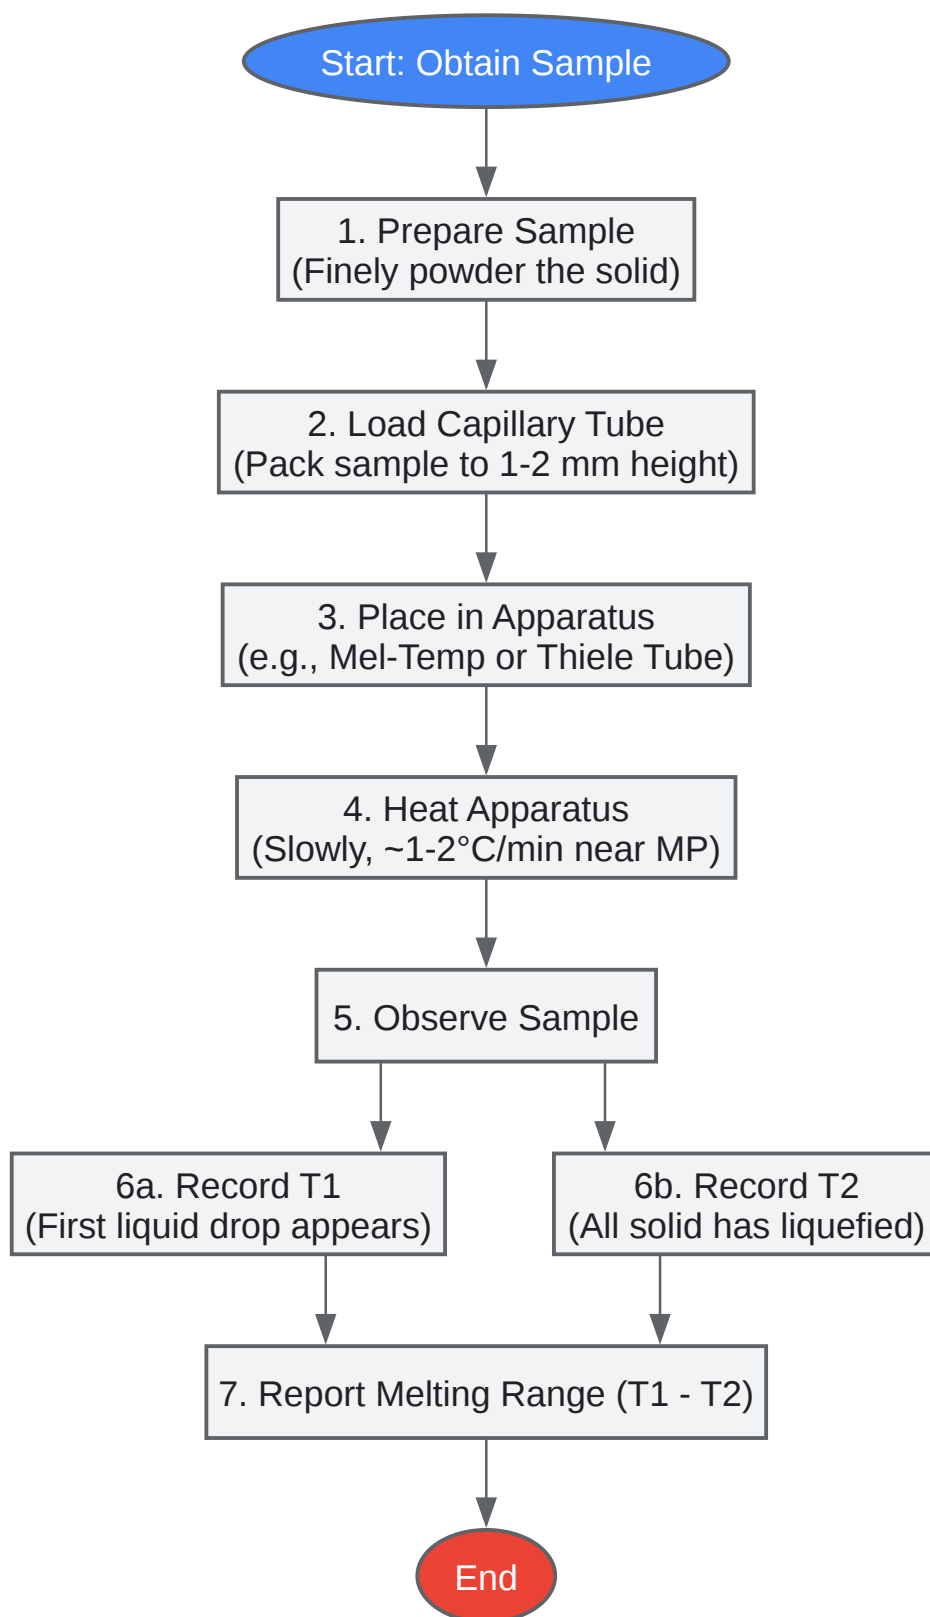 Start: Obtain Sample
1. Prepare Sample
(Finely powder the solid)
2. Load Capillary Tube
(Pack sample to 1-2 mm height)
3. Place in Apparatus
(e.g., Mel-Temp or Thiele Tube)
4. Heat Apparatus
(Slowly, ~1-2°C/min near MP)
5. Observe Sample
6a. Record T1
(First liquid drop appears)
6b. Record T2
(All solid has liquefied)
7. Report Melting Range (T1 - T2)
End